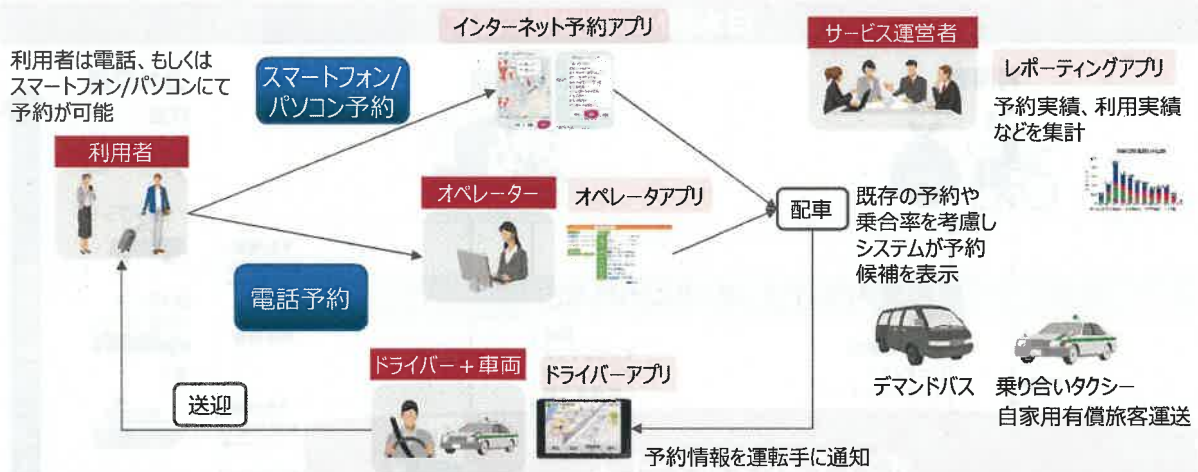 インターネット予約アプリ
サービス運営者
利用者は電話、もしくは
スマートフォン/パソコンにて
予約が可能
スマートフォン/
パソコン予約
レポーティングアプリ
予約実績、利用実績
などを集計
利用者
オペレーター
オペレータアプリ
配車
既存の予約や
乗合率を考慮し
システムが予約
候補を表示
電話予約
ドライバー+車両
ドライバーアプリ
デマンドバス
乗り合いタクシー
自家用有償旅客運送
送迎
予約情報を運転手に通知